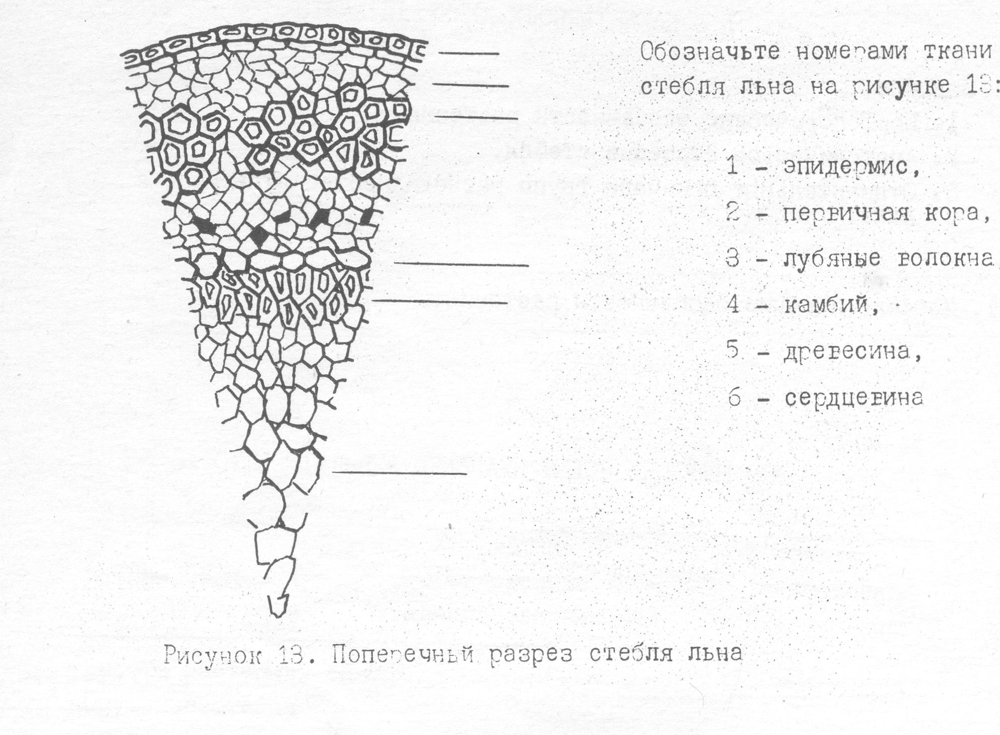 Обозначьте номерами ткани
стебля льна на рисунке 13:
1 - эпидермис,
2 - первичная кора,
3 - лубяные волокна
4 - камбий,
5 - древесина,
6 - сердцевина
Рисунок 13. Поперечный разрез стебля льна